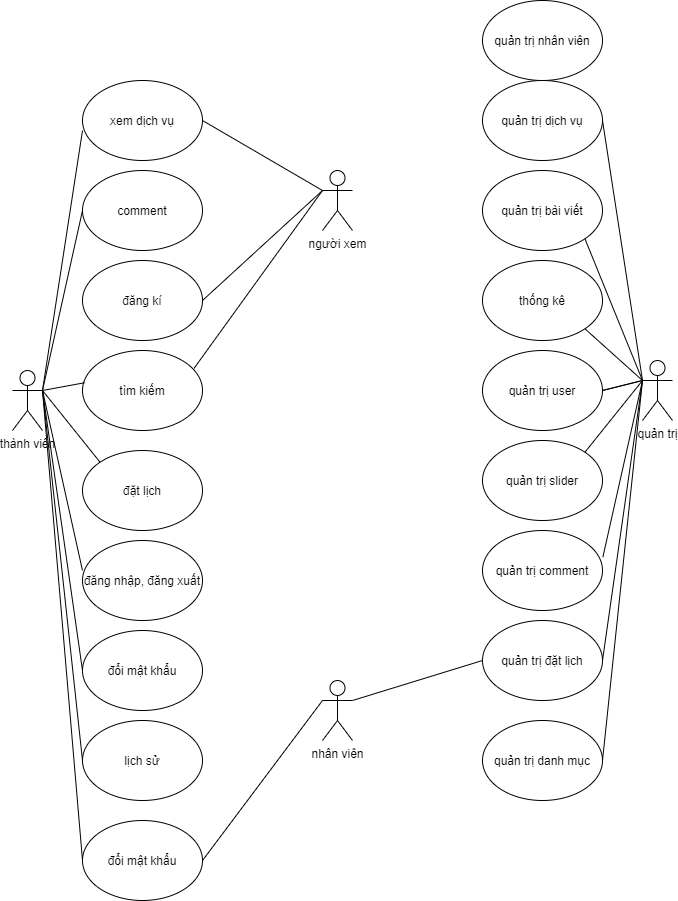 quản trị nhân viên
xem dịch vụ
quản trị dịch vụ
comment
quản trị bài viết
người xem
đăng kí
thống kê
tìm kiếm
quản trị user
thành viên
quản trị
đặt lịch
quản trị slider
đăng nhập, đăng xuất
quản trị comment
đổi mật khẩu
quản trị đặt lịch
nhân viên
lịch sử
quản trị danh mục
đổi mật khẩu